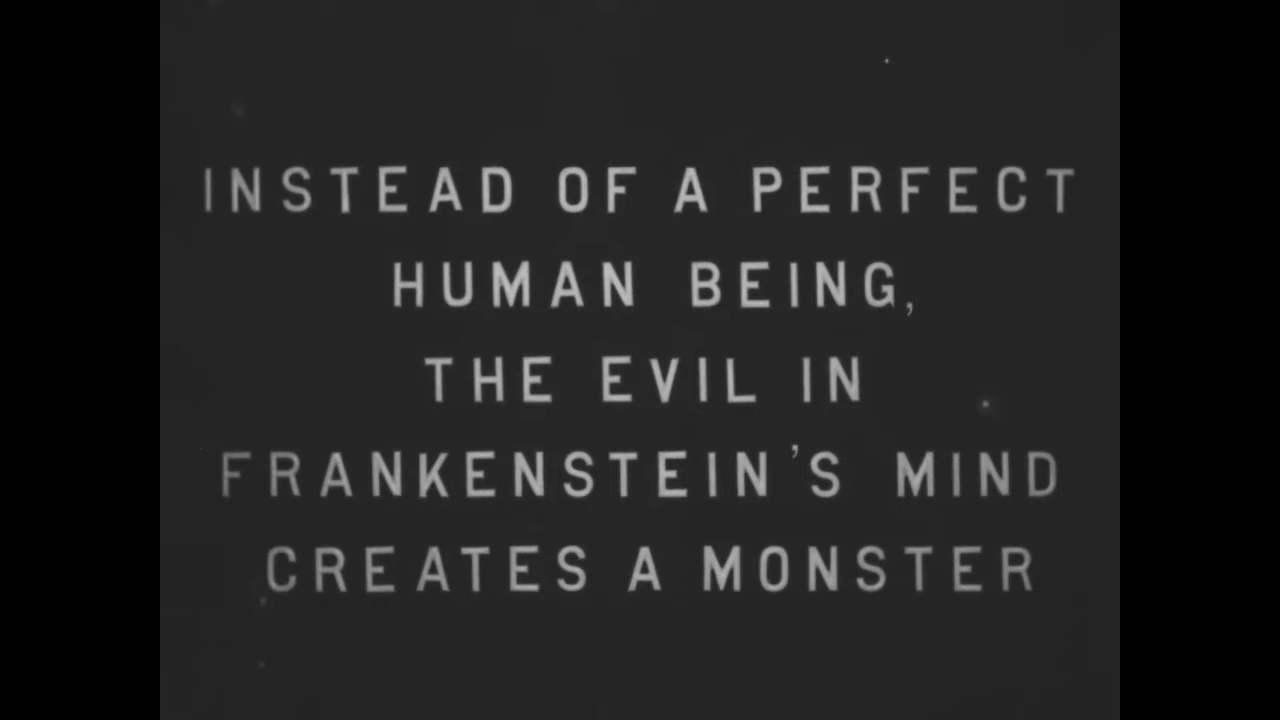 INSTEAD OF A PERFECT
HUMAN BEING,
THE EVIL IN
FRANKENSTEIN'S MIND
CREATES A MONSTER